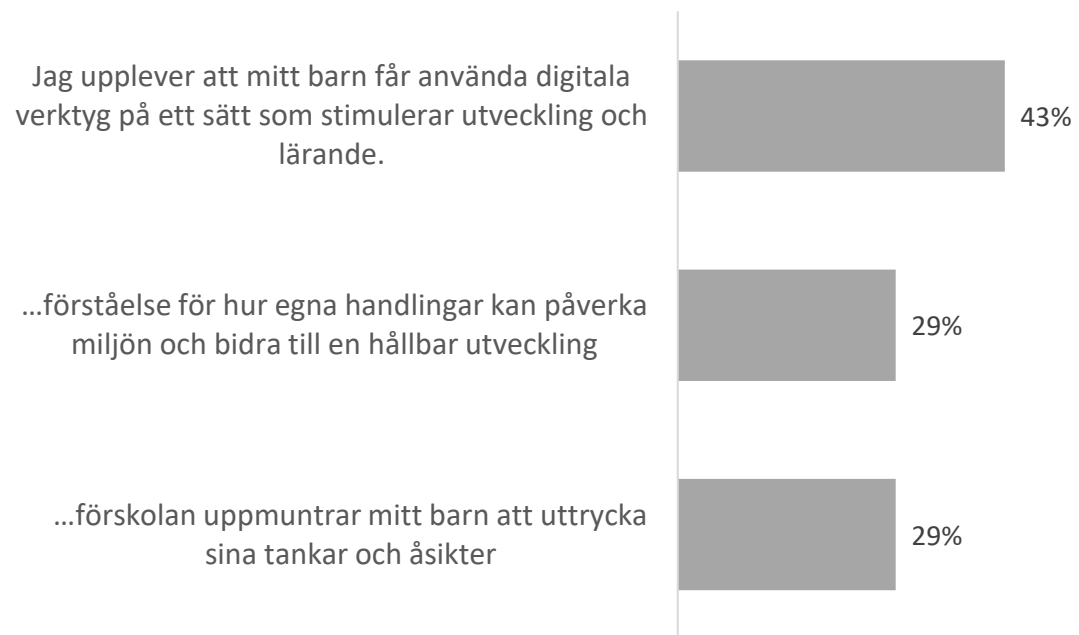 Jag upplever att mitt barn får använda digitala
verktyg på ett sätt som stimulerar utveckling och
lärande.
43%
...förståelse för hur egna handlingar kan påverka
miljön och bidra till en hållbar utveckling
29%
...förskolan uppmuntrar mitt barn att uttrycka
sina tankar och åsikter
29%